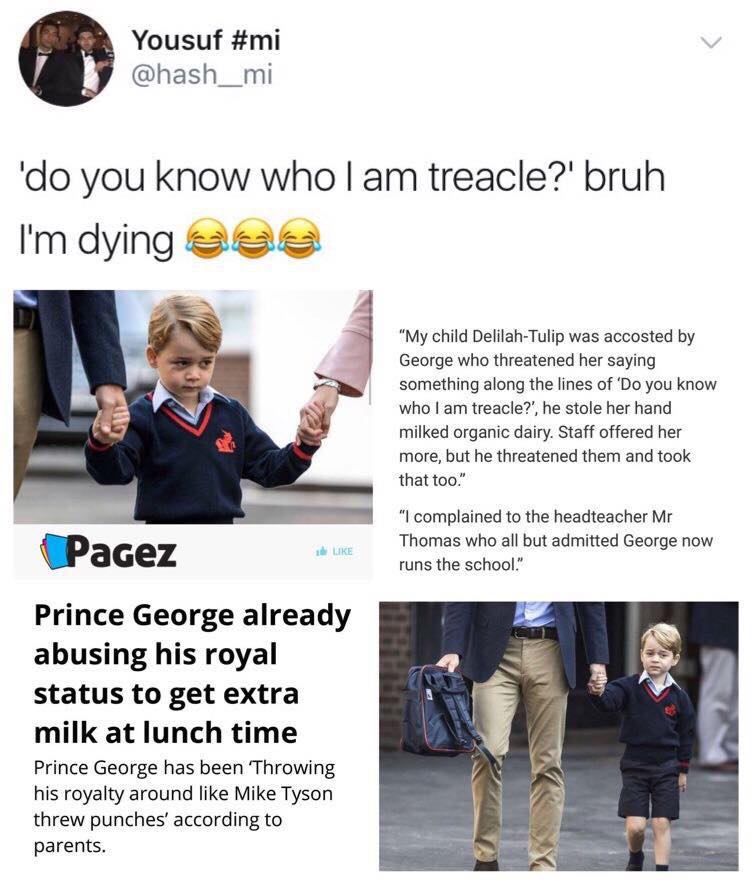 Yousuf #mi
@hash__mi
'do you know who I am treacle?' bruh
I'm dying 😂😂😂
“My child Delilah-Tulip was accosted by
George who threatened her saying
something along the lines of ‘Do you know
who I am treacle?’, he stole her hand
milked organic dairy. Staff offered her
more, but he threatened them and took
that too.”
“I complained to the headteacher Mr
Thomas who all but admitted George now
runs the school.”
Pagez
LIKE
Prince George already
abusing his royal
status to get extra
milk at lunch time
Prince George has been ‘Throwing
his royalty around like Mike Tyson
threw punches’ according to
parents.